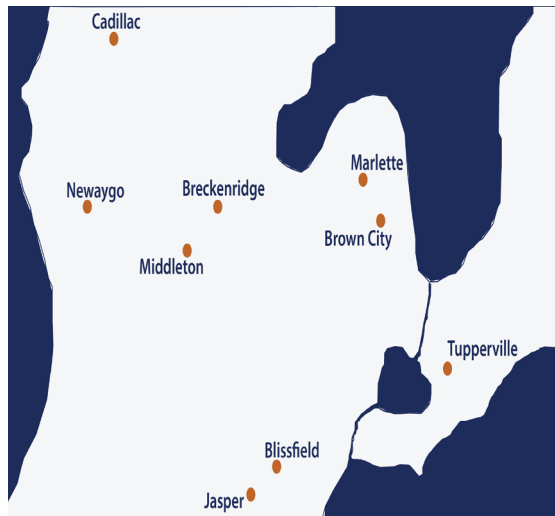 Cadillac
Marlette
Newaygo
Breckenridge
Brown City
Middleton
Tupperville
Blissfield
Jasper